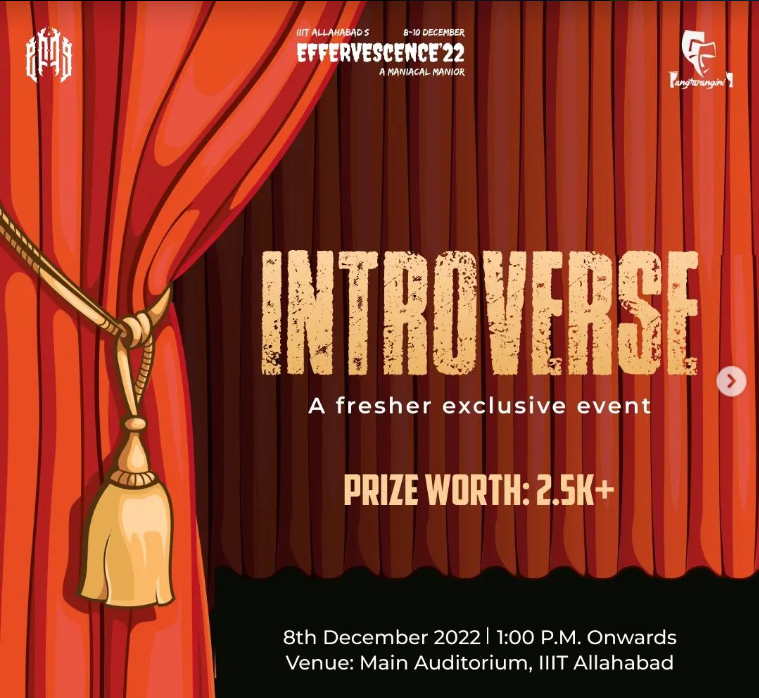 IIIT ALLAHABAD S 8-10 DECEMBER
EFFERVESCENCE'22
A MANIACAL MANIOR
Rangtarangini
INTROVERSE
A fresher exclusive event
PRIZE WORTH: 2.5K+
8th December 2022 | 1:00 P.M. Onwards
Venue: Main Auditorium, IIIT Allahabad